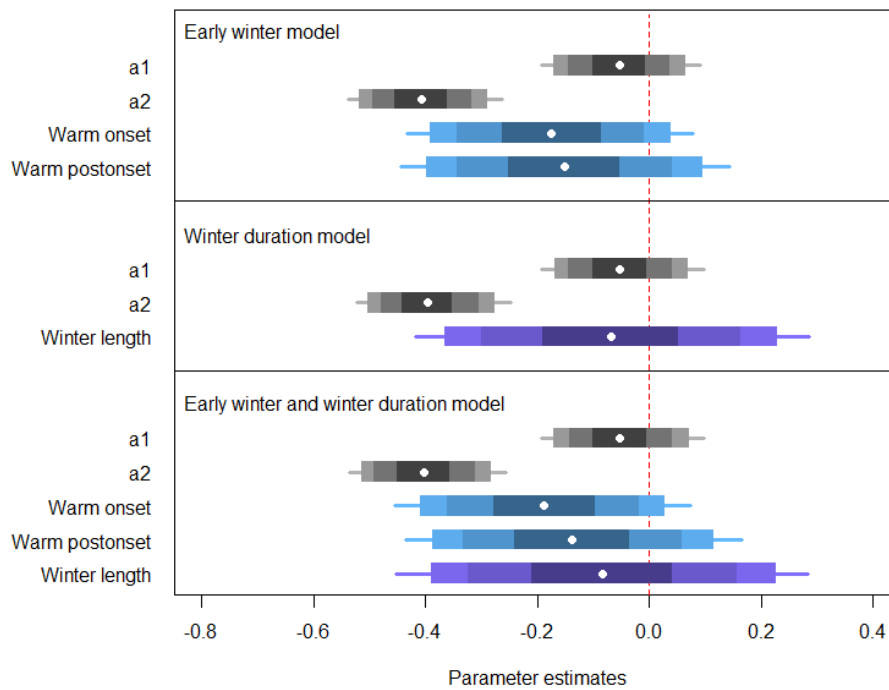 Early winter model
a1
a2
Warm onset
Warm postonset
Winter duration model
a1
a2
Winter length
Early winter and winter duration model
a1
a2
Warm onset
Warm postonset
Winter length
-0.8 -0.6 -0.4 -0.2 0.0 0.2 0.4
Parameter estimates